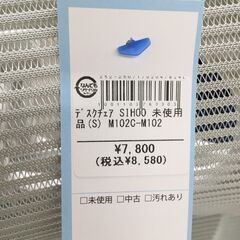 ﾃﾞｽｸﾁｪｱ SIHOO 未使用
品(S) M102C-M102
¥7,800
(税込¥8,580)
□未使用 □中古 □汚れあり